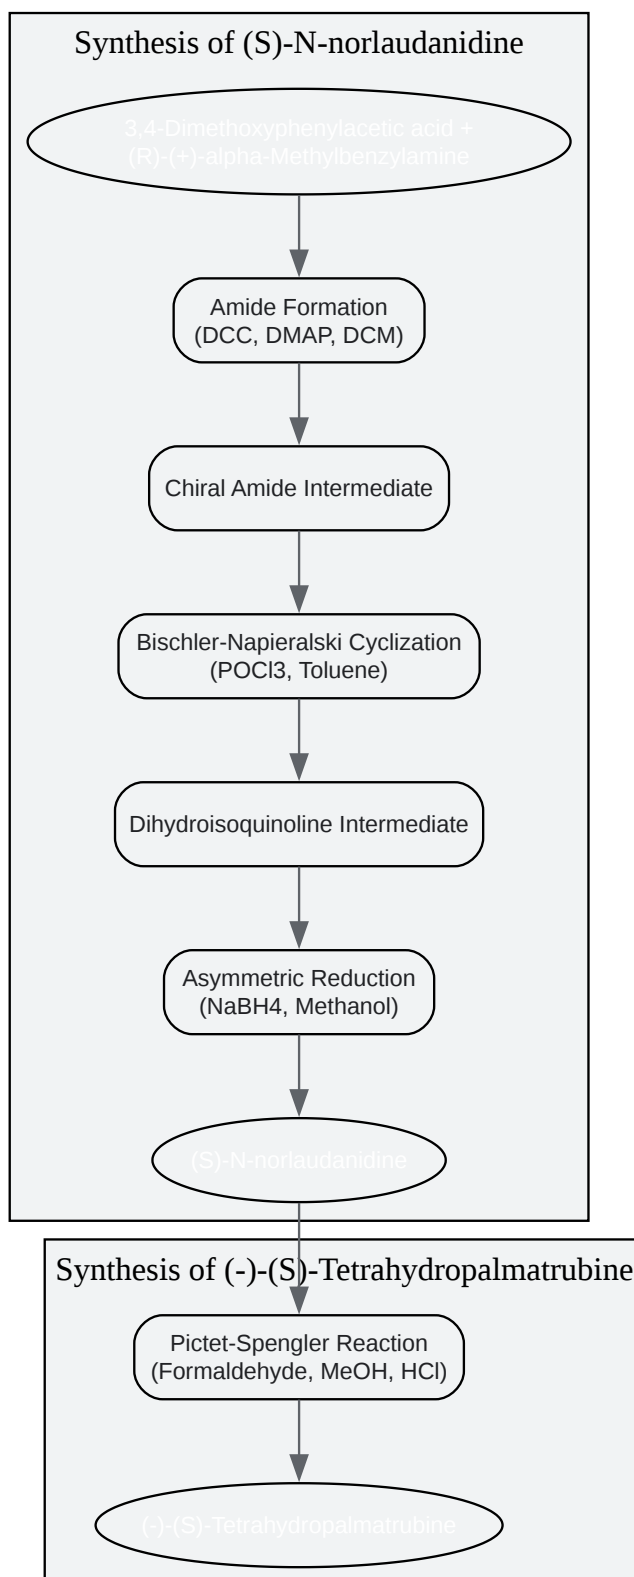 Synthesis of (S)-N-norlaudanidine
3,4-Dimethoxyphenylacetic acid +
(R)-(+)-alpha-Methylbenzylamine
Amide Formation
(DCC, DMAP, DCM)
Chiral Amide Intermediate
Bischler-Napieralski Cyclization
(POCl3, Toluene)
Dihydroisoquinoline Intermediate
Asymmetric Reduction
(NaBH4, Methanol)
(S)-N-norlaudanidine
Synthesis of (-)-(S)-Tetrahydropalmatrubine
Pictet-Spengler Reaction
(Formaldehyde, MeOH, HCl)
(-)-(S)-Tetrahydropalmatrubine